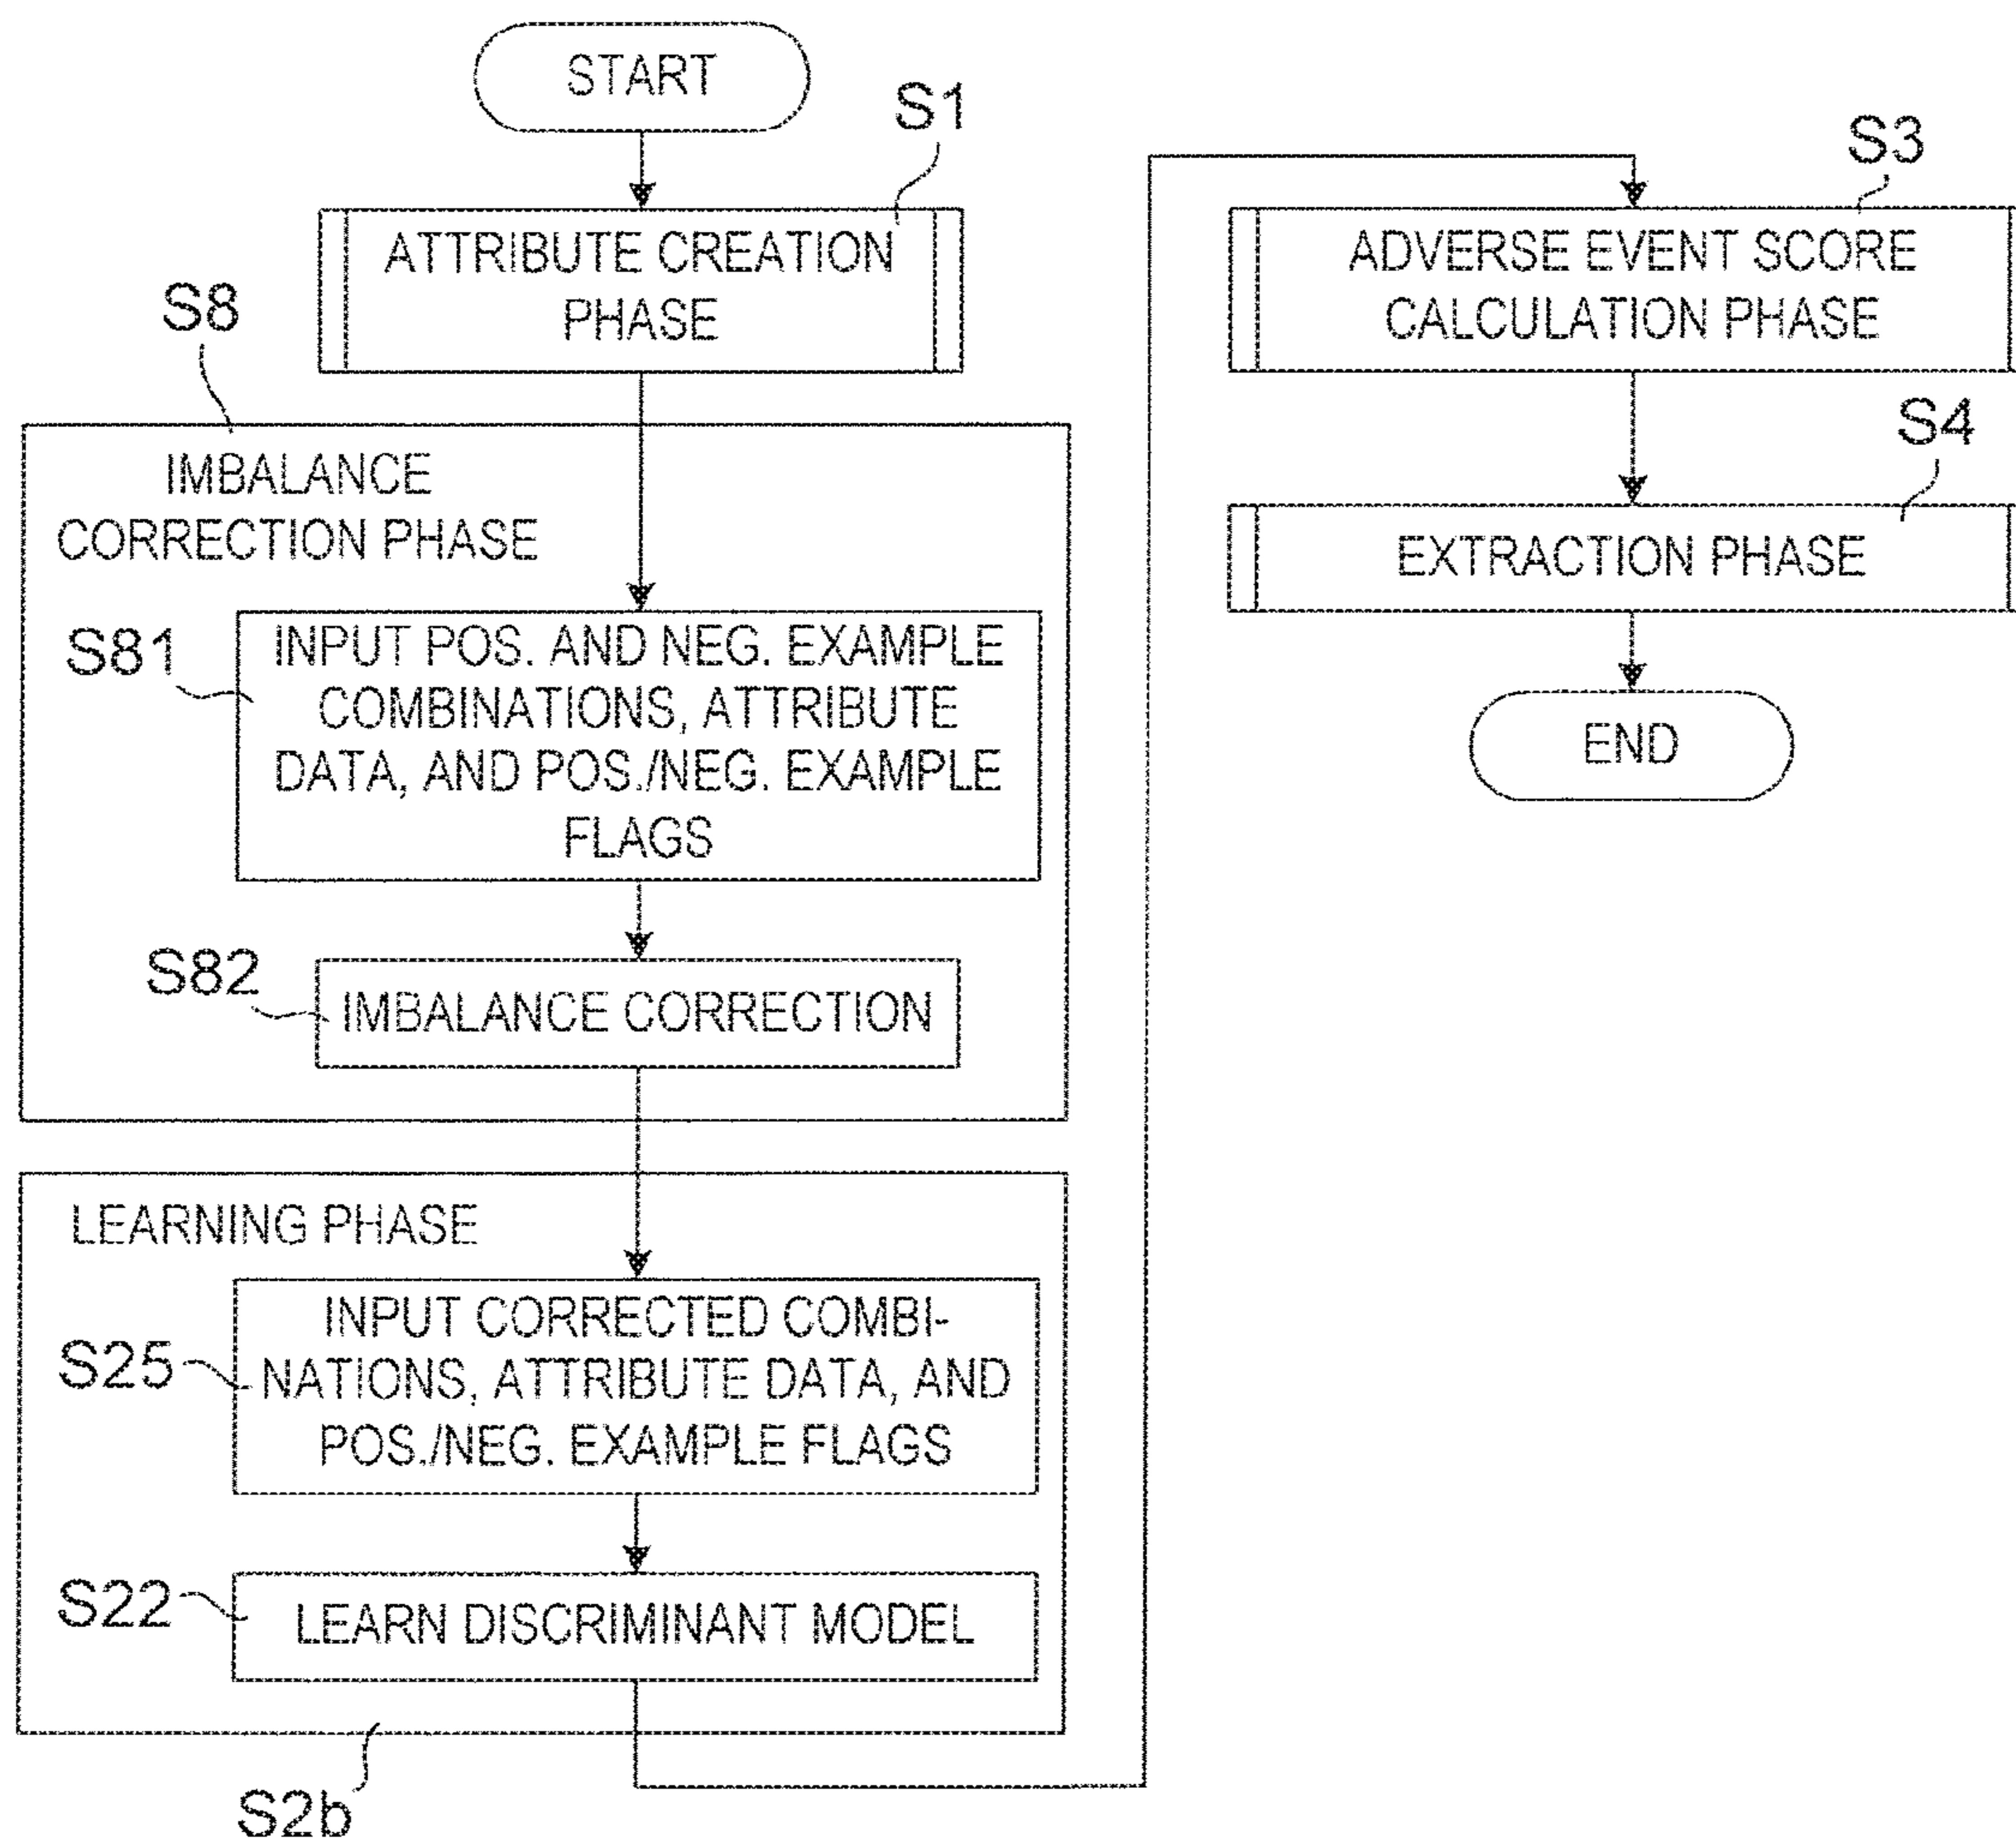 START
S1
ATTRIBUTE CREATION
PHASE
S8
IMBALANCE
CORRECTION PHASE
S81
INPUT POS. AND NEG. EXAMPLE
COMBINATIONS, ATTRIBUTE
DATA, AND POS./NEG. EXAMPLE
FLAGS
S82
IMBALANCE CORRECTION
LEARNING PHASE
S25
INPUT CORRECTED COMBI-
NATIONS, ATTRIBUTE DATA, AND
POS./NEG. EXAMPLE FLAGS
S22
LEARN DISCRIMINANT MODEL
S2b
S3
ADVERSE EVENT SCORE
CALCULATION PHASE
S4
EXTRACTION PHASE
END